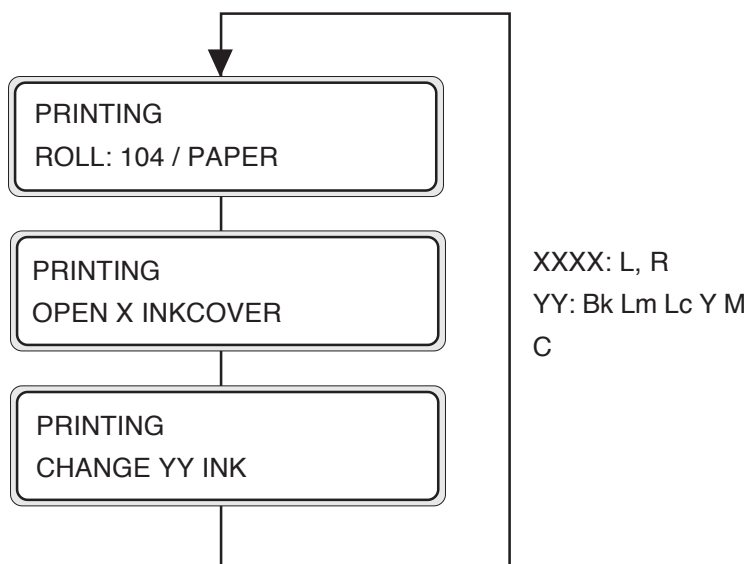 PRINTING
ROLL: 104 / PAPER
PRINTING
OPEN X INKCOVER
PRINTING
CHANGE YY INK
XXXX: L, R
YY: Bk Lm Lc Y M
C